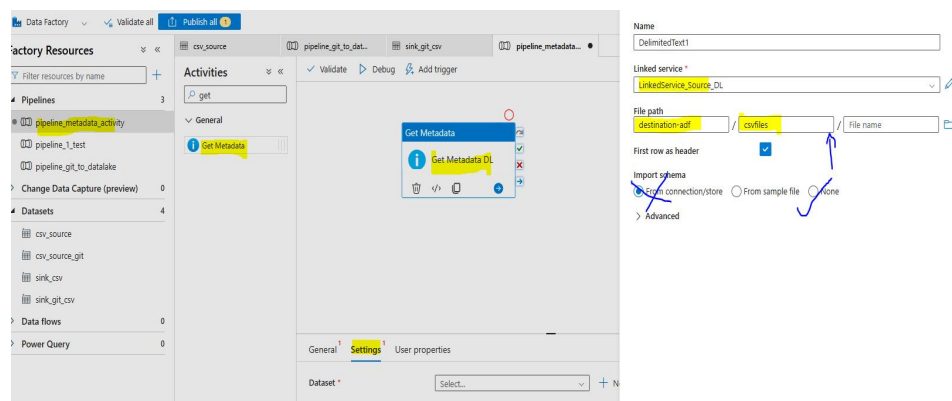 Data Factory
Validate all
Publish all 1
Factory Resources
Filter resources by name
Pipelines 3
pipeline_metadata_activity
pipeline_1_test
pipeline_git_to_datalake
Change Data Capture (preview) 0
Datasets 4
csv_source
csv_source_git
sink_csv
sink_git_csv
Data flows 0
Power Query 0
csv_source
pipeline_git_to_dat...
sink_git_csv
pipeline_metadata...
Activities
get
General
Get Metadata
Validate
Debug
Add trigger
Get Metadata
Get Metadata DL
General 1
Settings 1
User properties
Dataset *
Select...
+ N
Name
DelimitedText1
Linked service *
LinkedService_Source_DL
File path
destination-adf / csvfiles / File name
First row as header
Import schema
From connection/store
From sample file
None
Advanced